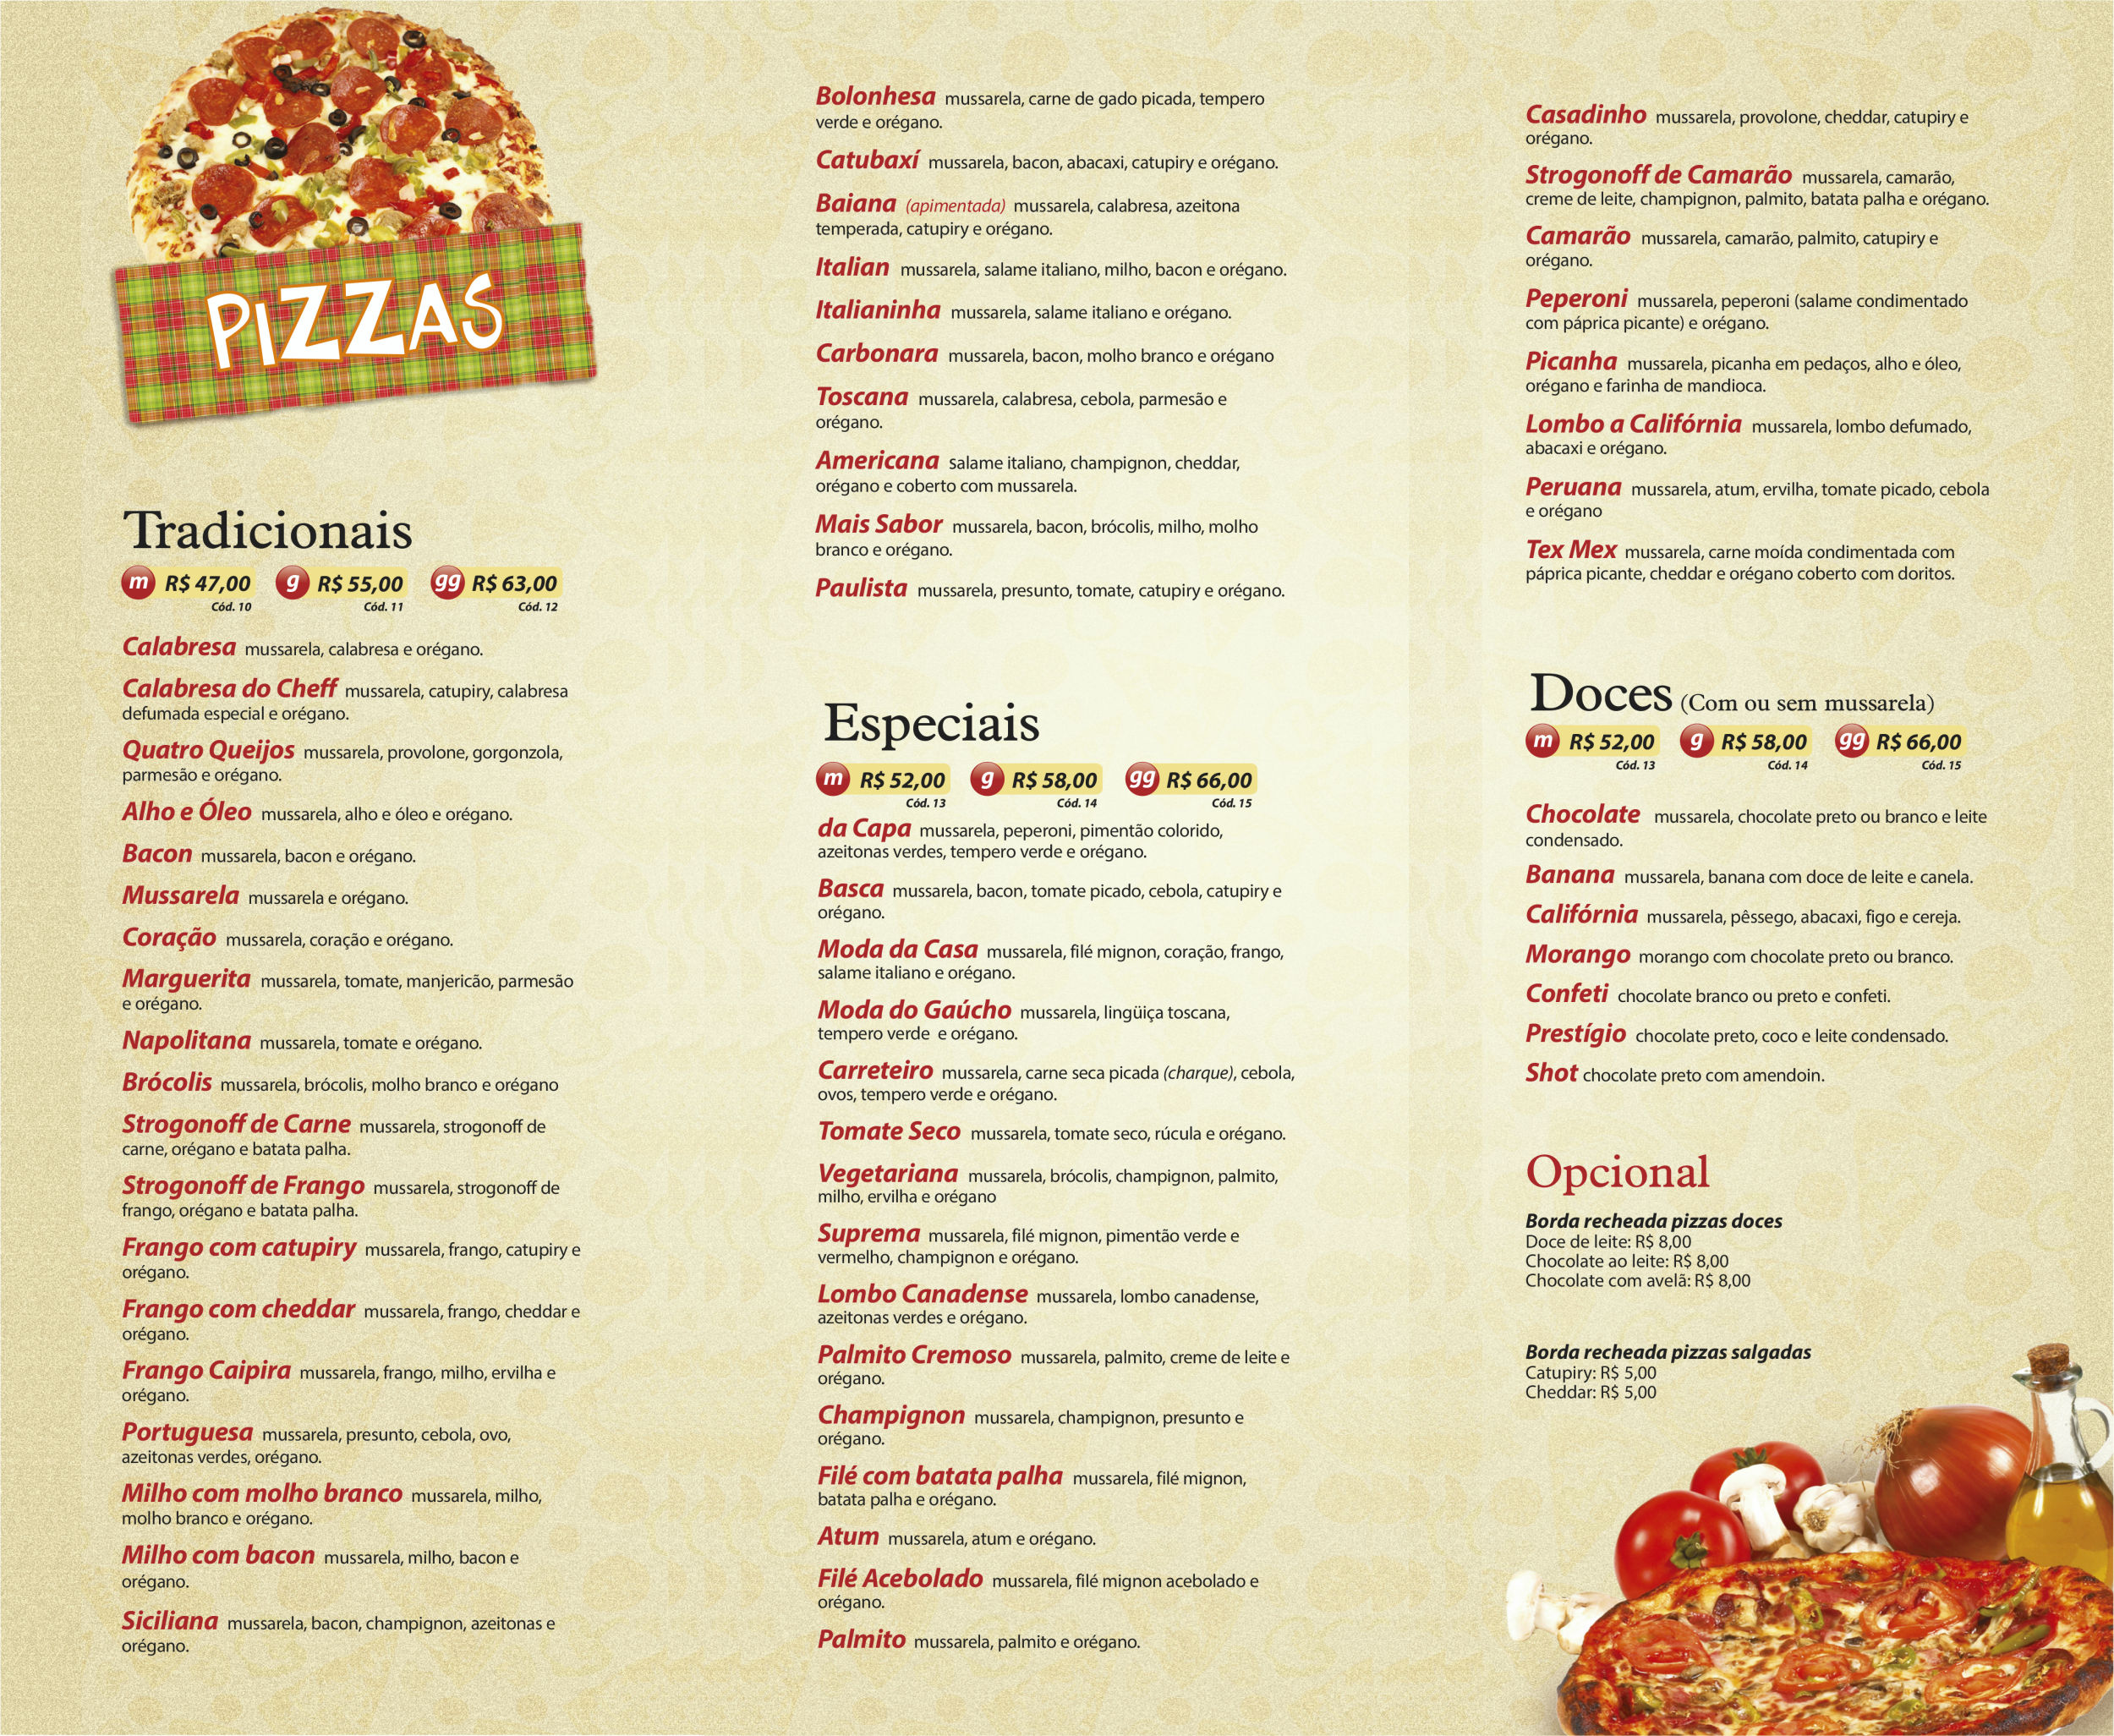 PIZZAS
Tradicionais
m R$ 47,00 g R$ 55,00 gg R$ 63,00
Cód. 10 Cód. 11 Cód. 12
Calabresa mussarela, calabresa e orégano.
Calabresa do Cheff mussarela, catupiry, calabresa
defumada especial e orégano.
Quatro Queijos mussarela, provolone, gorgonzola,
parmesão e orégano.
Alho e Óleo mussarela, alho e óleo e orégano.
Bacon mussarela, bacon e orégano.
Mussarela mussarela e orégano.
Coração mussarela, coração e orégano.
Marguerita mussarela, tomate, manjericão, parmesão
e orégano.
Napolitana mussarela, tomate e orégano.
Brócolis mussarela, brócolis, molho branco e orégano
Strogonoff de Carne mussarela, strogonoff de
carne, orégano e batata palha.
Strogonoff de Frango mussarela, strogonoff de
frango, orégano e batata palha.
Frango com catupiry mussarela, frango, catupiry e
orégano.
Frango com cheddar mussarela, frango, cheddar e
orégano.
Frango Caipira mussarela, frango, milho, ervilha e
orégano.
Portuguesa mussarela, presunto, cebola, ovo,
azeitonas verdes, orégano.
Milho com molho branco mussarela, milho,
molho branco e orégano.
Milho com bacon mussarela, milho, bacon e
orégano.
Siciliana mussarela, bacon, champignon, azeitonas e
orégano.
Bolonhesa mussarela, carne de gado picada, tempero
verde e orégano.
Catubaxí mussarela, bacon, abacaxi, catupiry e orégano.
Baiana (apimentada) mussarela, calabresa, azeitona
temperada, catupiry e orégano.
Italian mussarela, salame italiano, milho, bacon e orégano.
Italianinha mussarela, salame italiano e orégano.
Carbonara mussarela, bacon, molho branco e orégano
Toscana mussarela, calabresa, cebola, parmesão e
orégano.
Americana salame italiano, champignon, cheddar,
orégano e coberto com mussarela.
Mais Sabor mussarela, bacon, brócolis, milho, molho
branco e orégano.
Paulista mussarela, presunto, tomate, catupiry e orégano.
Especiais
m R$ 52,00 g R$ 58,00 gg R$ 66,00
Cód. 13 Cód. 14 Cód. 15
da Capa mussarela, peperoni, pimentão colorido,
azeitonas verdes, tempero verde e orégano.
Basca mussarela, bacon, tomate picado, cebola, catupiry e
orégano.
Moda da Casa mussarela, filé mignon, coração, frango,
salame italiano e orégano.
Moda do Gaúcho mussarela, lingüiça toscana,
tempero verde e orégano.
Carreteiro mussarela, carne seca picada (charque), cebola,
ovos, tempero verde e orégano.
Tomate Seco mussarela, tomate seco, rúcula e orégano.
Vegetariana mussarela, brócolis, champignon, palmito,
milho, ervilha e orégano
Suprema mussarela, filé mignon, pimentão verde e
vermelho, champignon e orégano.
Lombo Canadense mussarela, lombo canadense,
azeitonas verdes e orégano.
Palmito Cremoso mussarela, palmito, creme de leite e
orégano.
Champignon mussarela, champignon, presunto e
orégano.
Filé com batata palha mussarela, filé mignon,
batata palha e orégano.
Atum mussarela, atum e orégano.
Filé Acebolado mussarela, filé mignon acebolado e
orégano.
Palmito mussarela, palmito e orégano.
Casadinho mussarela, provolone, cheddar, catupiry e
orégano.
Strogonoff de Camarão mussarela, camarão,
creme de leite, champignon, palmito, batata palha e orégano.
Camarão mussarela, camarão, palmito, catupiry e
orégano.
Peperoni mussarela, peperoni (salame condimentado
com páprica picante) e orégano.
Picanha mussarela, picanha em pedaços, alho e óleo,
orégano e farinha de mandioca.
Lombo a Califórnia mussarela, lombo defumado,
abacaxi e orégano.
Peruana mussarela, atum, ervilha, tomate picado, cebola
e orégano
Tex Mex mussarela, carne moída condimentada com
páprica picante, cheddar e orégano coberto com doritos.
Doces (Com ou sem mussarela)
m R$ 52,00 g R$ 58,00 gg R$ 66,00
Cód. 13 Cód. 14 Cód. 15
Chocolate mussarela, chocolate preto ou branco e leite
condensado.
Banana mussarela, banana com doce de leite e canela.
Califórnia mussarela, pêssego, abacaxi, figo e cereja.
Morango morango com chocolate preto ou branco.
Confeti chocolate branco ou preto e confeti.
Prestígio chocolate preto, coco e leite condensado.
Shot chocolate preto com amendoin.
Opcional
Borda recheada pizzas doces
Doce de leite: R$ 8,00
Chocolate ao leite: R$ 8,00
Chocolate com avelã: R$ 8,00
Borda recheada pizzas salgadas
Catupiry: R$ 5,00
Cheddar: R$ 5,00